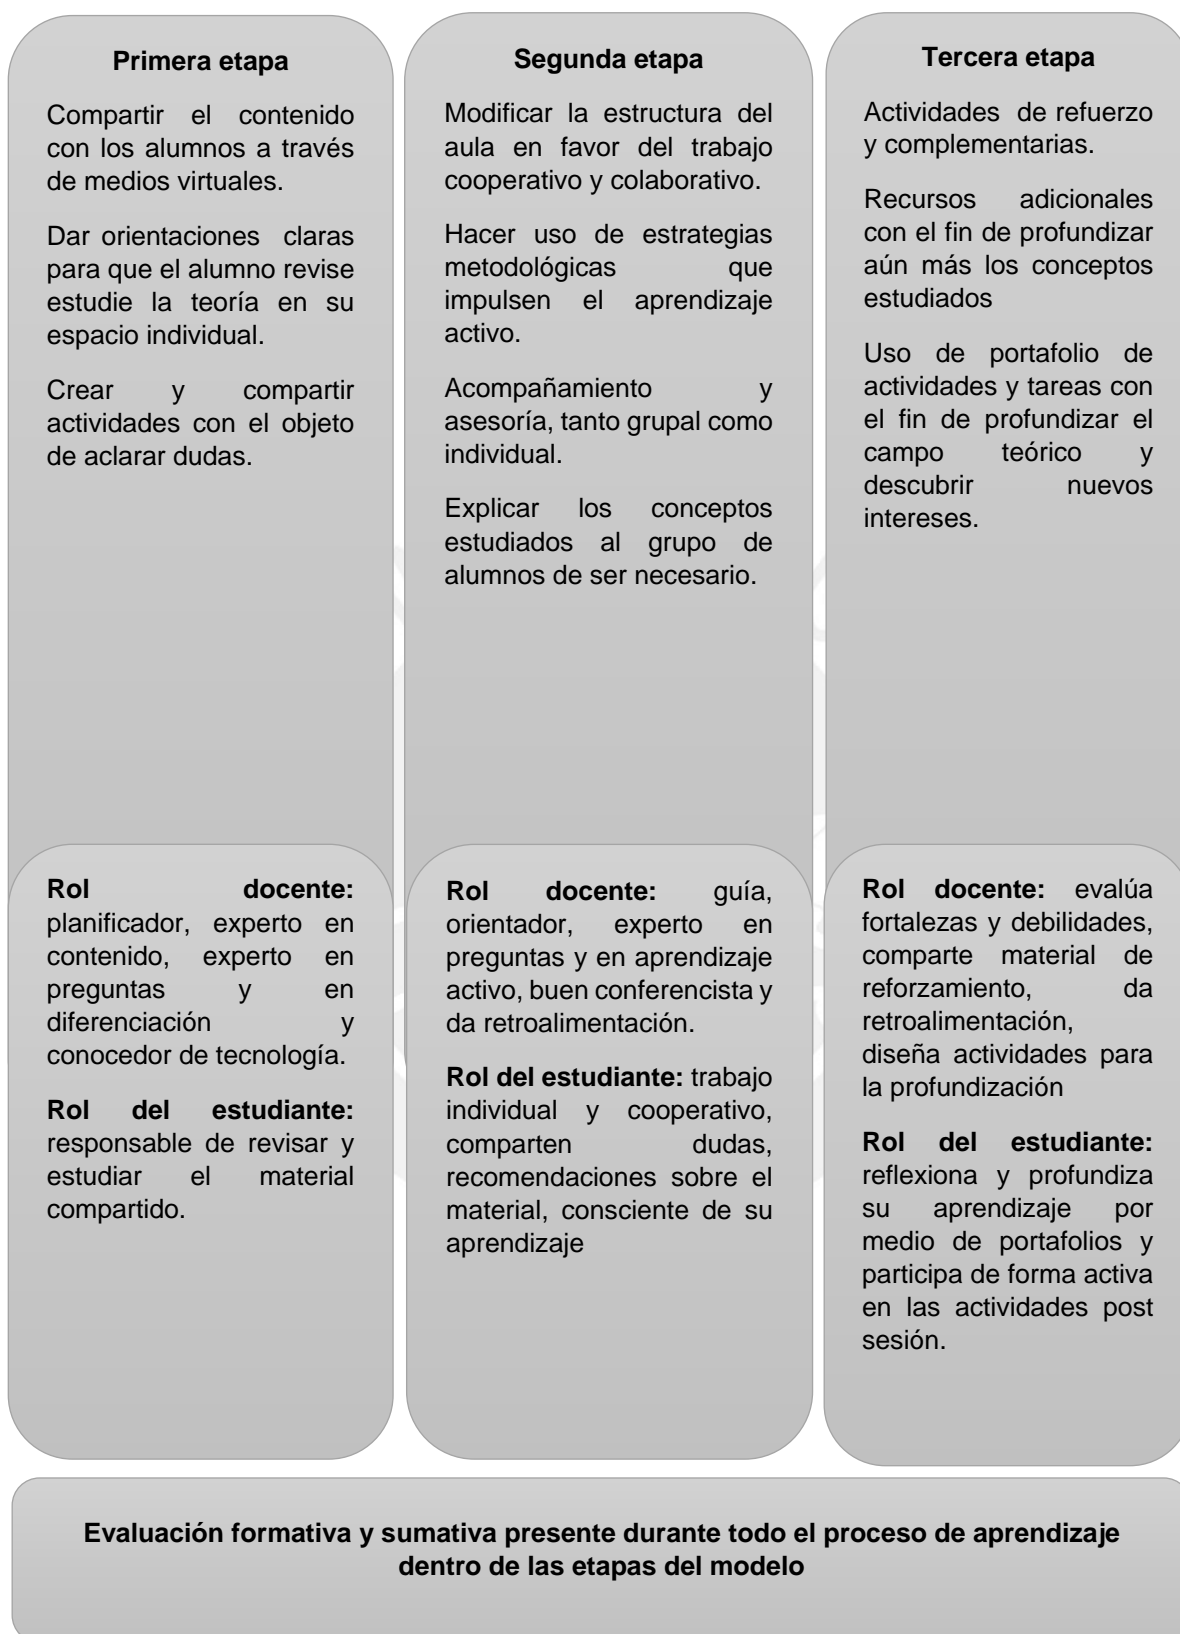 Primera etapa
Compartir el contenido
con los alumnos a través
de medios virtuales.
Dar orientaciones claras
para que el alumno revise
estudie la teoría en su
espacio individual.
Crear y compartir
actividades con el objeto
de aclarar dudas.
Rol docente:
planificador, experto en
contenido, experto en
preguntas y en
diferenciación y
conocedor de tecnología.
Rol del estudiante:
responsable de revisar y
estudiar el material
compartido.
Segunda etapa
Modificar la estructura del
aula en favor del trabajo
cooperativo y colaborativo.
Hacer uso de estrategias
metodológicas que
impulsen el aprendizaje
activo.
Acompañamiento y
asesoría, tanto grupal como
individual.
Explicar los conceptos
estudiados al grupo de
alumnos de ser necesario.
Rol docente: guía,
orientador, experto en
preguntas y en aprendizaje
activo, buen conferencista y
da retroalimentación.
Rol del estudiante: trabajo
individual y cooperativo,
comparten dudas,
recomendaciones sobre el
material, consciente de su
aprendizaje
Tercera etapa
Actividades de refuerzo
y complementarias.
Recursos adicionales
con el fin de profundizar
aún más los conceptos
estudiados
Uso de portafolio de
actividades y tareas con
el fin de profundizar el
campo teórico y
descubrir nuevos
intereses.
Rol docente: evalúa
fortalezas y debilidades,
comparte material de
reforzamiento, da
retroalimentación,
diseña actividades para
la profundización
Rol del estudiante:
reflexiona y profundiza
su aprendizaje por
medio de portafolios y
participa de forma activa
en las actividades post
sesión.
Evaluación formativa y sumativa presente durante todo el proceso de aprendizaje
dentro de las etapas del modelo